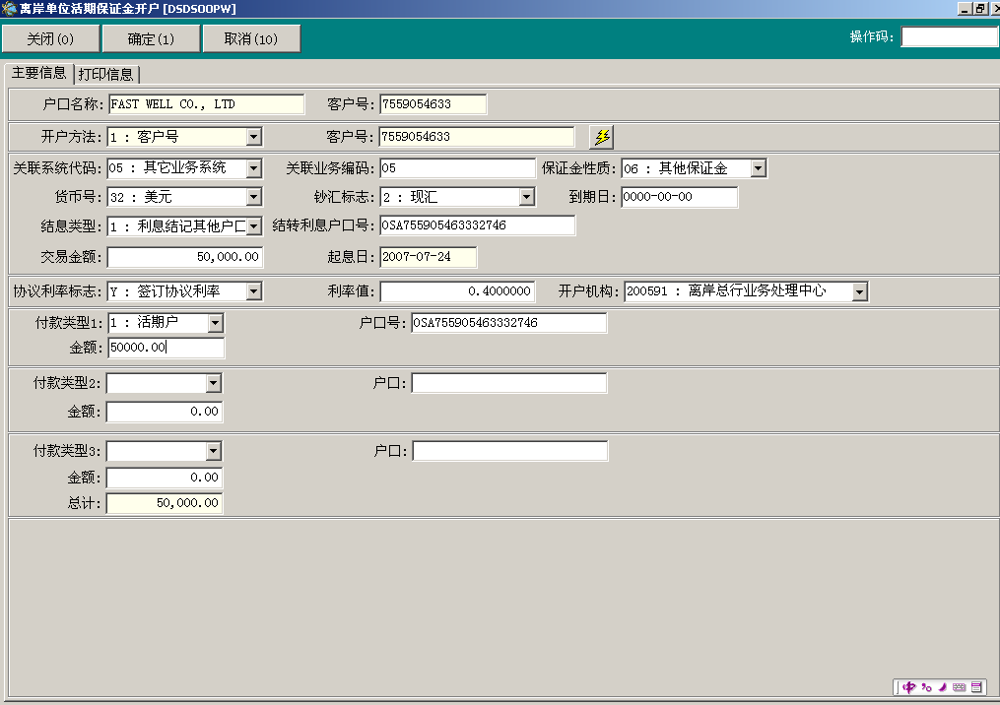 离岸单位活期保证金开户 [DSDSOOPW]
关闭(0) 确定(1) 取消(10) 操作码:
主要信息 打印信息
户口名称: FAST WELL CO., LTD 客户号: 7559054633
开户方法: 1 : 客户号 客户号: 7559054633
关联系统代码: 05 : 其它业务系统 关联业务编码: 05 保证金性质: 06 : 其他保证金
货币号: 32 : 美元 钞汇标志: 2 : 现汇 到期日: 0000-00-00
结息类型: 1 : 利息结记其他户口 结转利息户口号: OSA755905463332746
交易金额: 50,000.00 起息日: 2007-07-24
协议利率标志: Y : 签订协议利率 利率值: 0.4000000 开户机构: 200591 : 离岸总行业务处理中心
付款类型1: 1 : 活期户 户口号: OSA755905463332746
金额: 50000.00
付款类型2: 户口:
金额: 0.00
付款类型3: 户口:
金额: 0.00
总计: 50,000.00
中